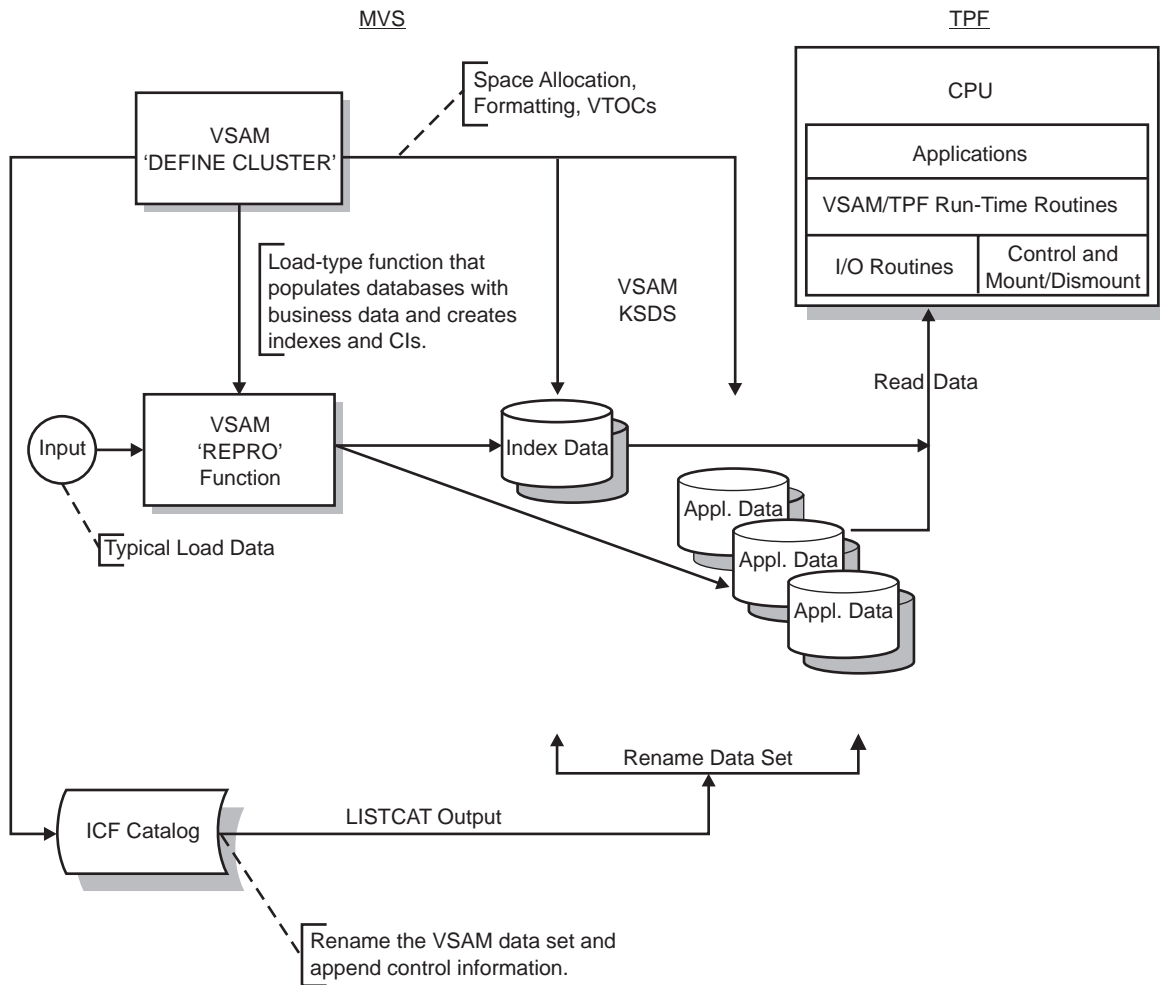 MVS
TPF
Space Allocation,
Formatting, VTOCs
CPU
VSAM
‘DEFINE CLUSTER’
Applications
VSAM/TPF Run-Time Routines
I/O Routines
Control and
Mount/Dismount
Load-type function that
populates databases with
business data and creates
indexes and CIs.
VSAM
KSDS
Read Data
Input
VSAM
‘REPRO’
Function
Index Data
Appl. Data
Appl. Data
Appl. Data
Typical Load Data
Rename Data Set
ICF Catalog
LISTCAT Output
Rename the VSAM data set and
append control information.